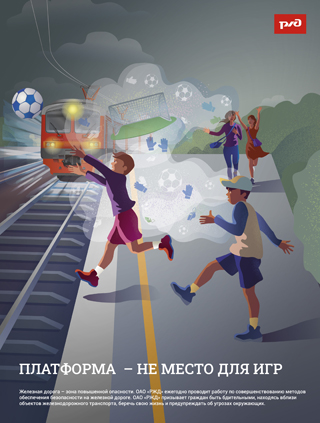 РЖД
ПЛАТФОРМА – НЕ МЕСТО ДЛЯ ИГР
Железная дорога – зона повышенной опасности. ОАО «РЖД» ежегодно проводит работу по совершенствованию методов
обеспечения безопасности на железной дороге. ОАО «РЖД» призывает граждан быть бдительными, находясь вблизи
объектов железнодорожного транспорта, беречь свою жизнь и предупреждать об угрозах окружающих.